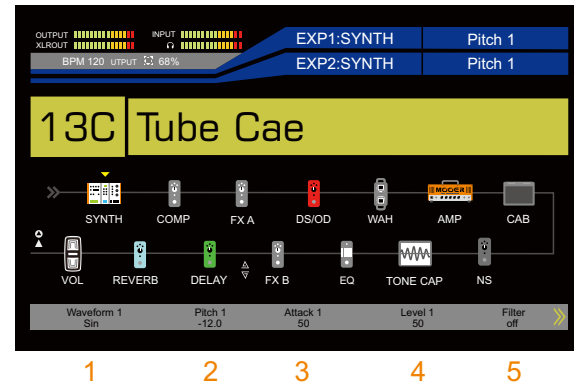 OUTPUT INPUT EXP1:SYNTH Pitch 1
XLROUT
BPM 120 UTPUT 68% EXP2:SYNTH Pitch 1
13C Tube Cae
MOOER
SYNTH COMP FX A DS/OD WAH AMP CAB
VOL REVERB DELAY FX B EQ TONE CAP NS
Waveform 1 Pitch 1 Attack 1 Level 1 Filter
Sin -12.0 50 50 off
1 2 3 4 5